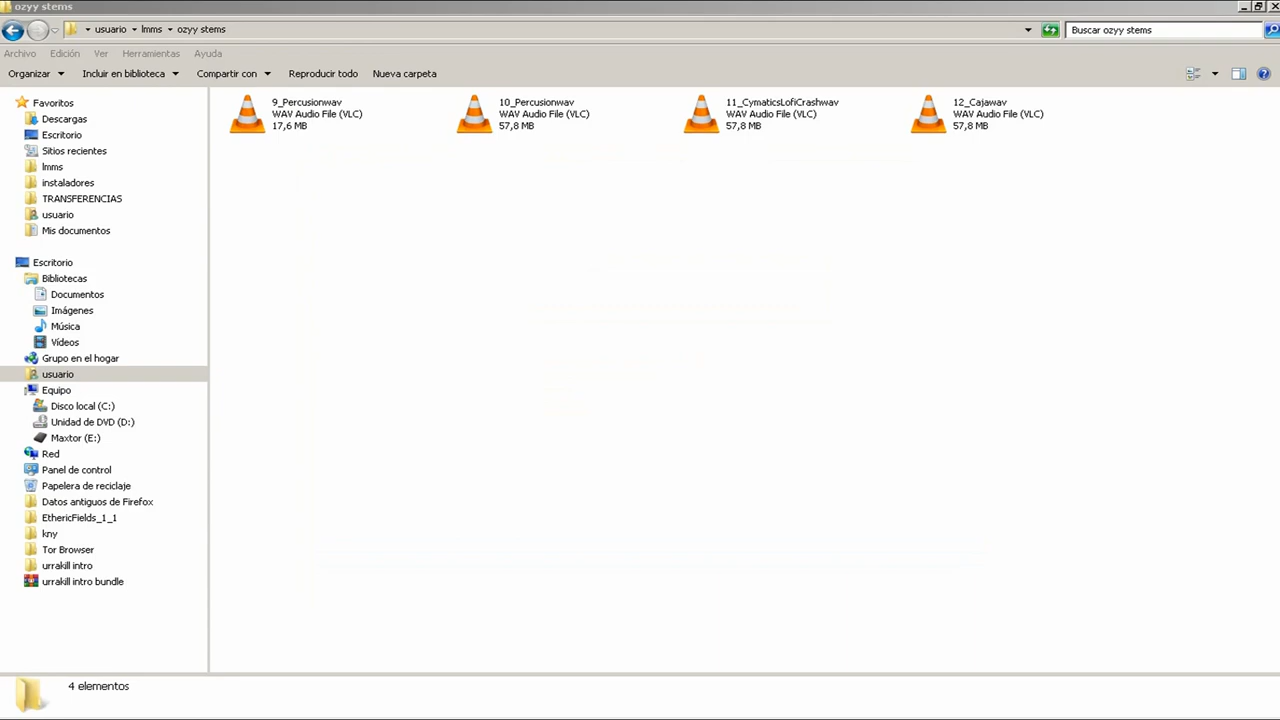 ozyy stems
usuario lmms ozyy stems
Buscar ozyy stems
Archivo Edición Ver Herramientas Ayuda
Organizar Incluir en biblioteca Compartir con Reproducir todo Nueva carpeta
Favoritos
Descargas
Escritorio
Sitios recientes
lmms
instaladores
TRANSFERENCIAS
usuario
Mis documentos
Escritorio
Bibliotecas
Documentos
Imágenes
Música
Vídeos
Grupo en el hogar
usuario
Equipo
Disco local (C:)
Unidad de DVD (D:)
Maxtor (E:)
Red
Panel de control
Papelera de reciclaje
Datos antiguos de Firefox
EthericFields_1_1
kny
Tor Browser
urrakill intro
urrakill intro bundle
9_Percusionwav
WAV Audio File (VLC)
17,6 MB
10_Percusionwav
WAV Audio File (VLC)
57,8 MB
11_CymaticsLofiCrashwav
WAV Audio File (VLC)
57,8 MB
12_Cajawav
WAV Audio File (VLC)
57,8 MB
4 elementos